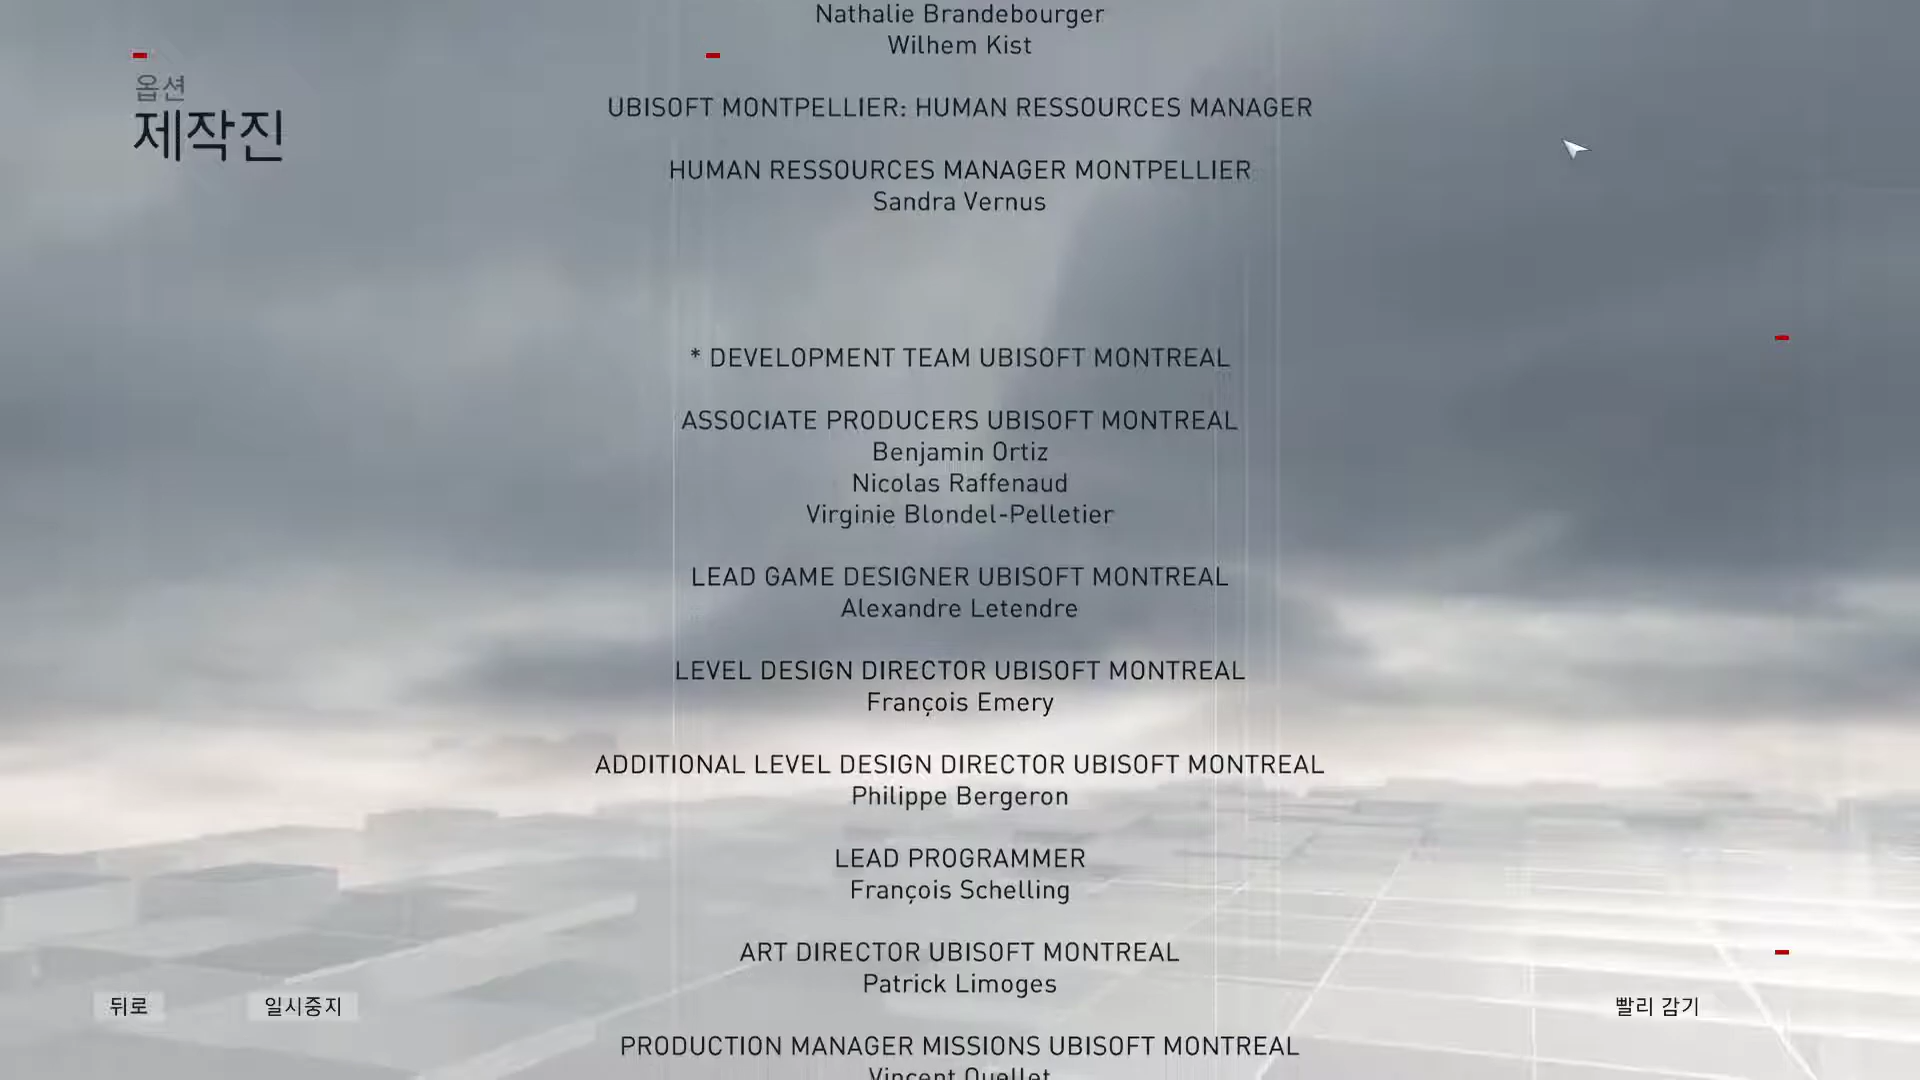 Nathalie Brandebourger
Wilhem Kist
옵션
제작진
UBISOFT MONTPELLIER: HUMAN RESSOURCES MANAGER
HUMAN RESSOURCES MANAGER MONTPELLIER
Sandra Vernus
* DEVELOPMENT TEAM UBISOFT MONTREAL
ASSOCIATE PRODUCERS UBISOFT MONTREAL
Benjamin Ortiz
Nicolas Raffenaud
Virginie Blondel-Pelletier
LEAD GAME DESIGNER UBISOFT MONTREAL
Alexandre Letendre
LEVEL DESIGN DIRECTOR UBISOFT MONTREAL
François Emery
ADDITIONAL LEVEL DESIGN DIRECTOR UBISOFT MONTREAL
Philippe Bergeron
LEAD PROGRAMMER
François Schelling
ART DIRECTOR UBISOFT MONTREAL
Patrick Limoges
뒤로
일시중지
빨리 감기
PRODUCTION MANAGER MISSIONS UBISOFT MONTREAL
Vincent Ouellet